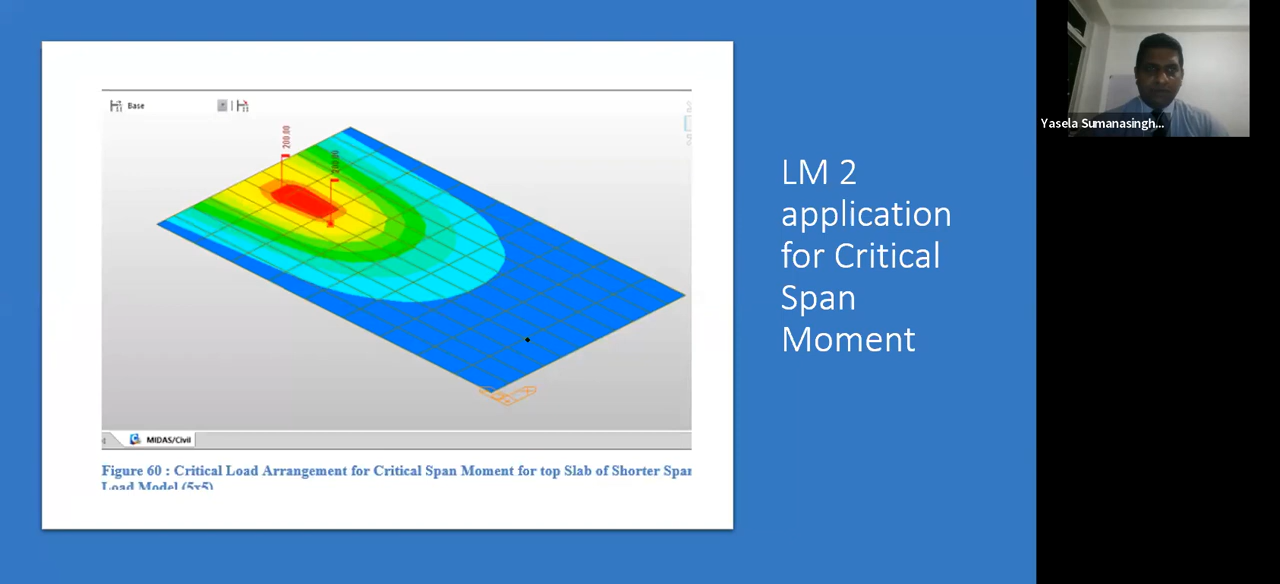 Base
200.00
200.00
MIDAS/Civil
Figure 60 : Critical Load Arrangement for Critical Span Moment for top Slab of Shorter Span
Load Model (5x5)
LM 2
application
for Critical
Span
Moment
Yasela Sumanasingh...